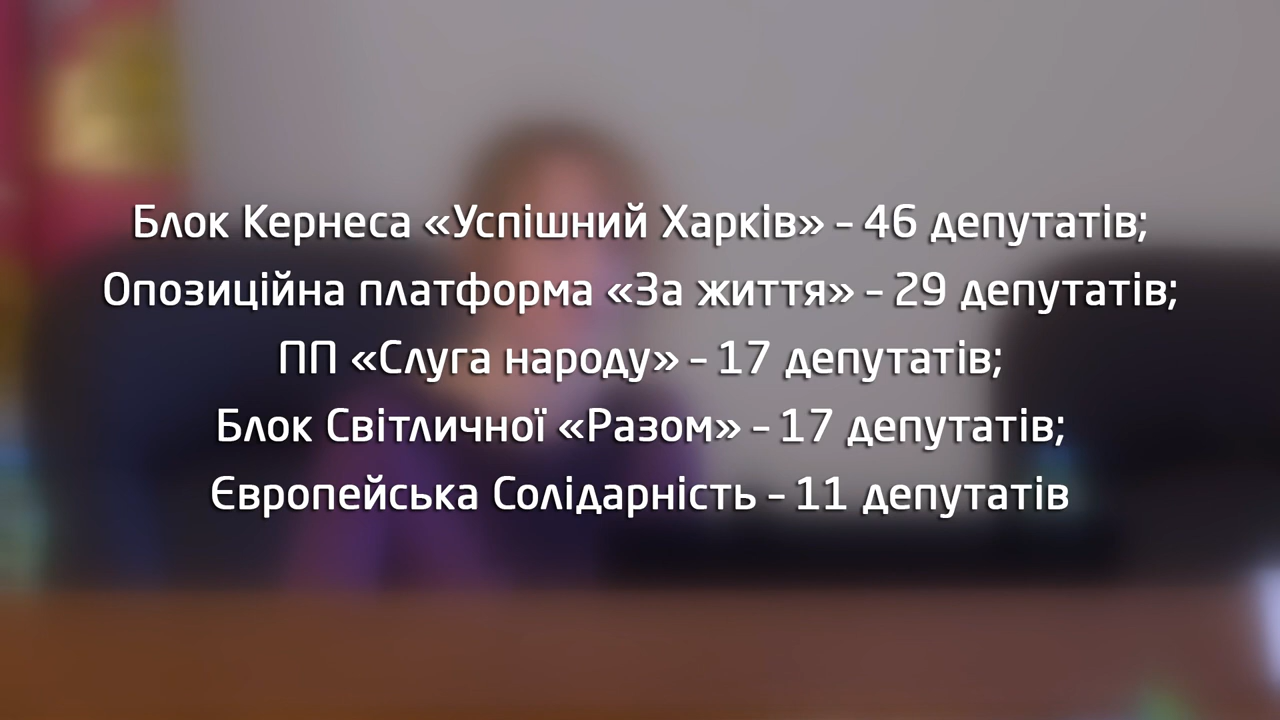 Блок Кернеса «Успішний Харків» – 46 депутатів;
Опозиційна платформа «За життя» – 29 депутатів;
ПП «Слуга народу» – 17 депутатів;
Блок Світличної «Разом» – 17 депутатів;
Європейська Солідарність – 11 депутатів